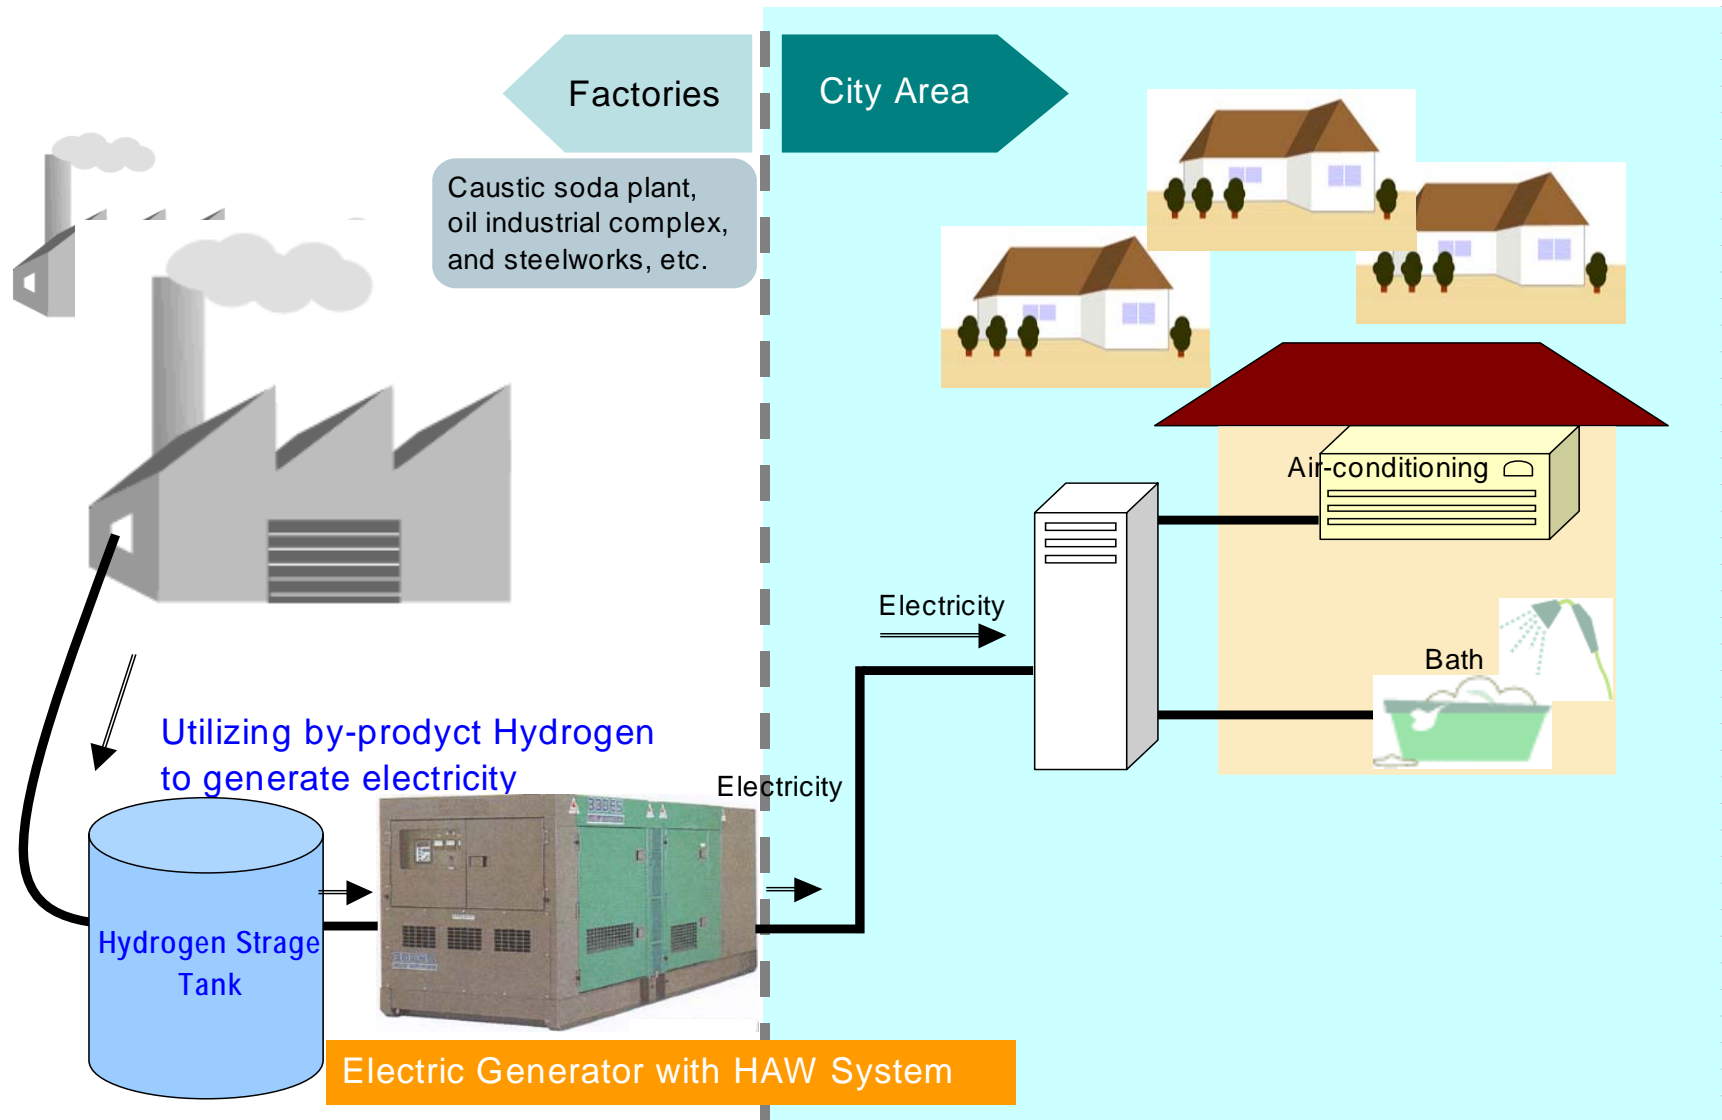 Factories
City Area
Caustic soda plant,
oil industrial complex,
and steelworks, etc.
Air-conditioning
Electricity
Bath
Utilizing by-prodyct Hydrogen
to generate electricity
Electricity
Hydrogen Strage
Tank
Electric Generator with HAW System